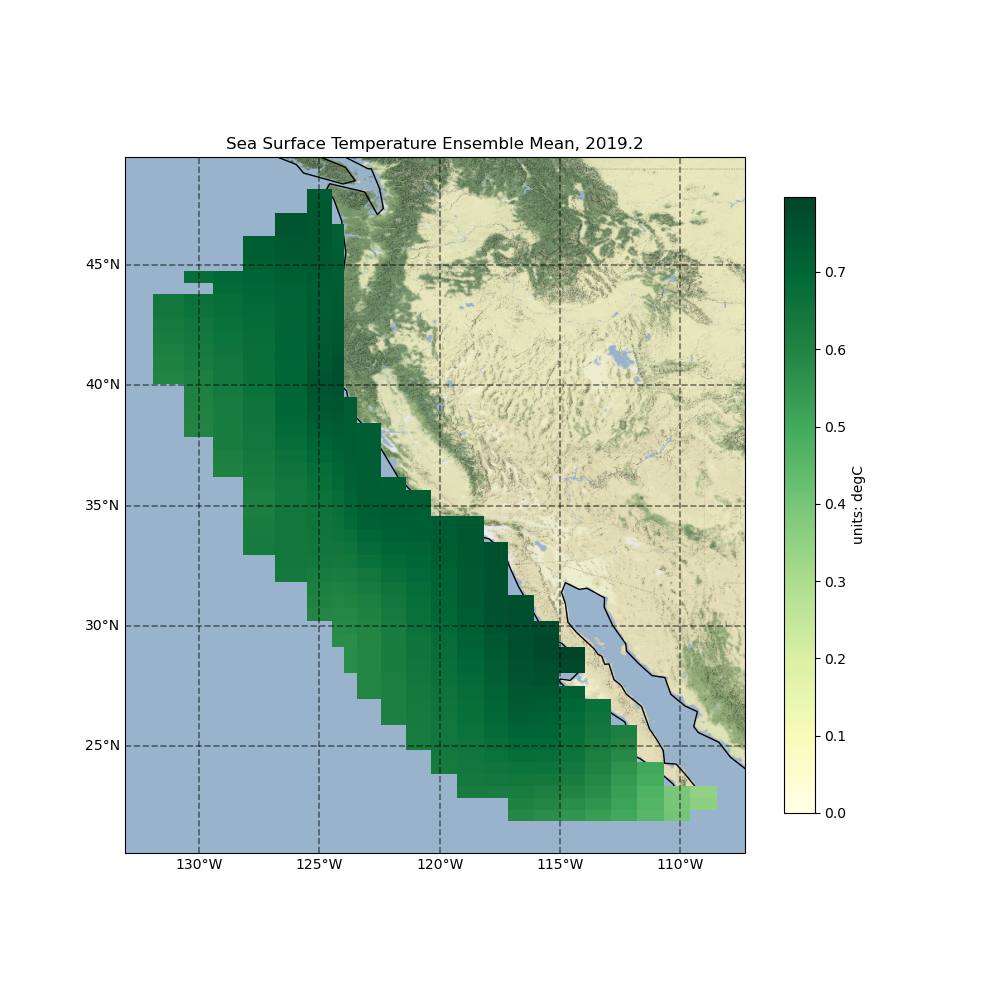 Sea Surface Temperature Ensemble Mean, 2019.2
45°N
40°N
35°N
30°N
25°N
130°W
125°W
120°W
115°W
110°W
0.7
0.6
0.5
0.4
0.3
0.2
0.1
0.0
units: degC